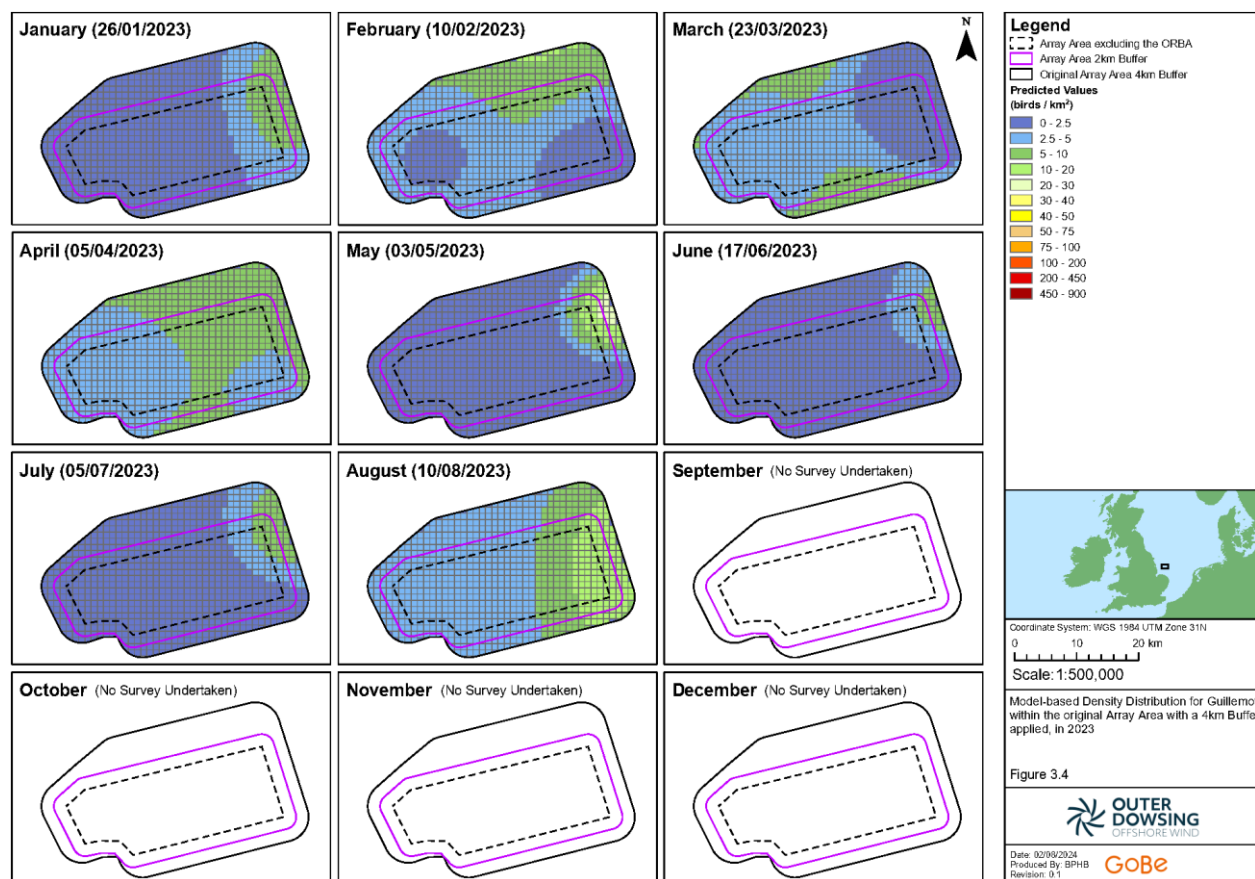 January (26/01/2023)
February (10/02/2023)
March (23/03/2023)
N
April (05/04/2023)
May (03/05/2023)
June (17/06/2023)
July (05/07/2023)
August (10/08/2023)
September (No Survey Undertaken)
October (No Survey Undertaken)
November (No Survey Undertaken)
December (No Survey Undertaken)
Legend
Array Area excluding the ORBA
Array Area 2km Buffer
Original Array Area 4km Buffer
Predicted Values
(birds / km²)
0 - 2.5
2.5 - 5
5 - 10
10 - 20
20 - 30
30 - 40
40 - 50
50 - 75
75 - 100
100 - 200
200 - 450
450 - 900
Coordinate System: WGS 1984 UTM Zone 31N
0 10 20 km
Scale: 1:500,000
Model-based Density Distribution for Guillemo
within the original Array Area with a 4km Buffe
applied, in 2023
Figure 3.4
OUTER
DOWSING
OFFSHORE WIND
Date: 02/08/2024
Produced By: BPHB
Revision: 0.1
GoBe